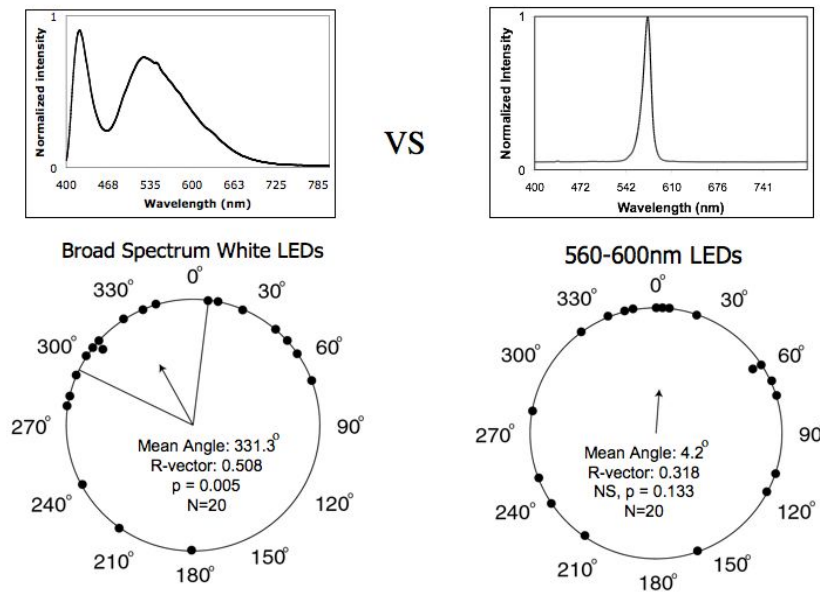 Normalized intensity
1
0
400 468 535 600 663 725 785
Wavelength (nm)
vs
Normalized Intensity
1
0
400 472 542 610 676 741
Wavelength (nm)
Broad Spectrum White LEDs
0°
30°
60°
90°
120°
150°
180°
210°
240°
270°
300°
330°
Mean Angle: 331.3°
R-vector: 0.508
p = 0.005
N=20
560-600nm LEDs
0°
30°
60°
90°
120°
150°
180°
210°
240°
270°
300°
330°
Mean Angle: 4.2°
R-vector: 0.318
NS, p = 0.133
N=20